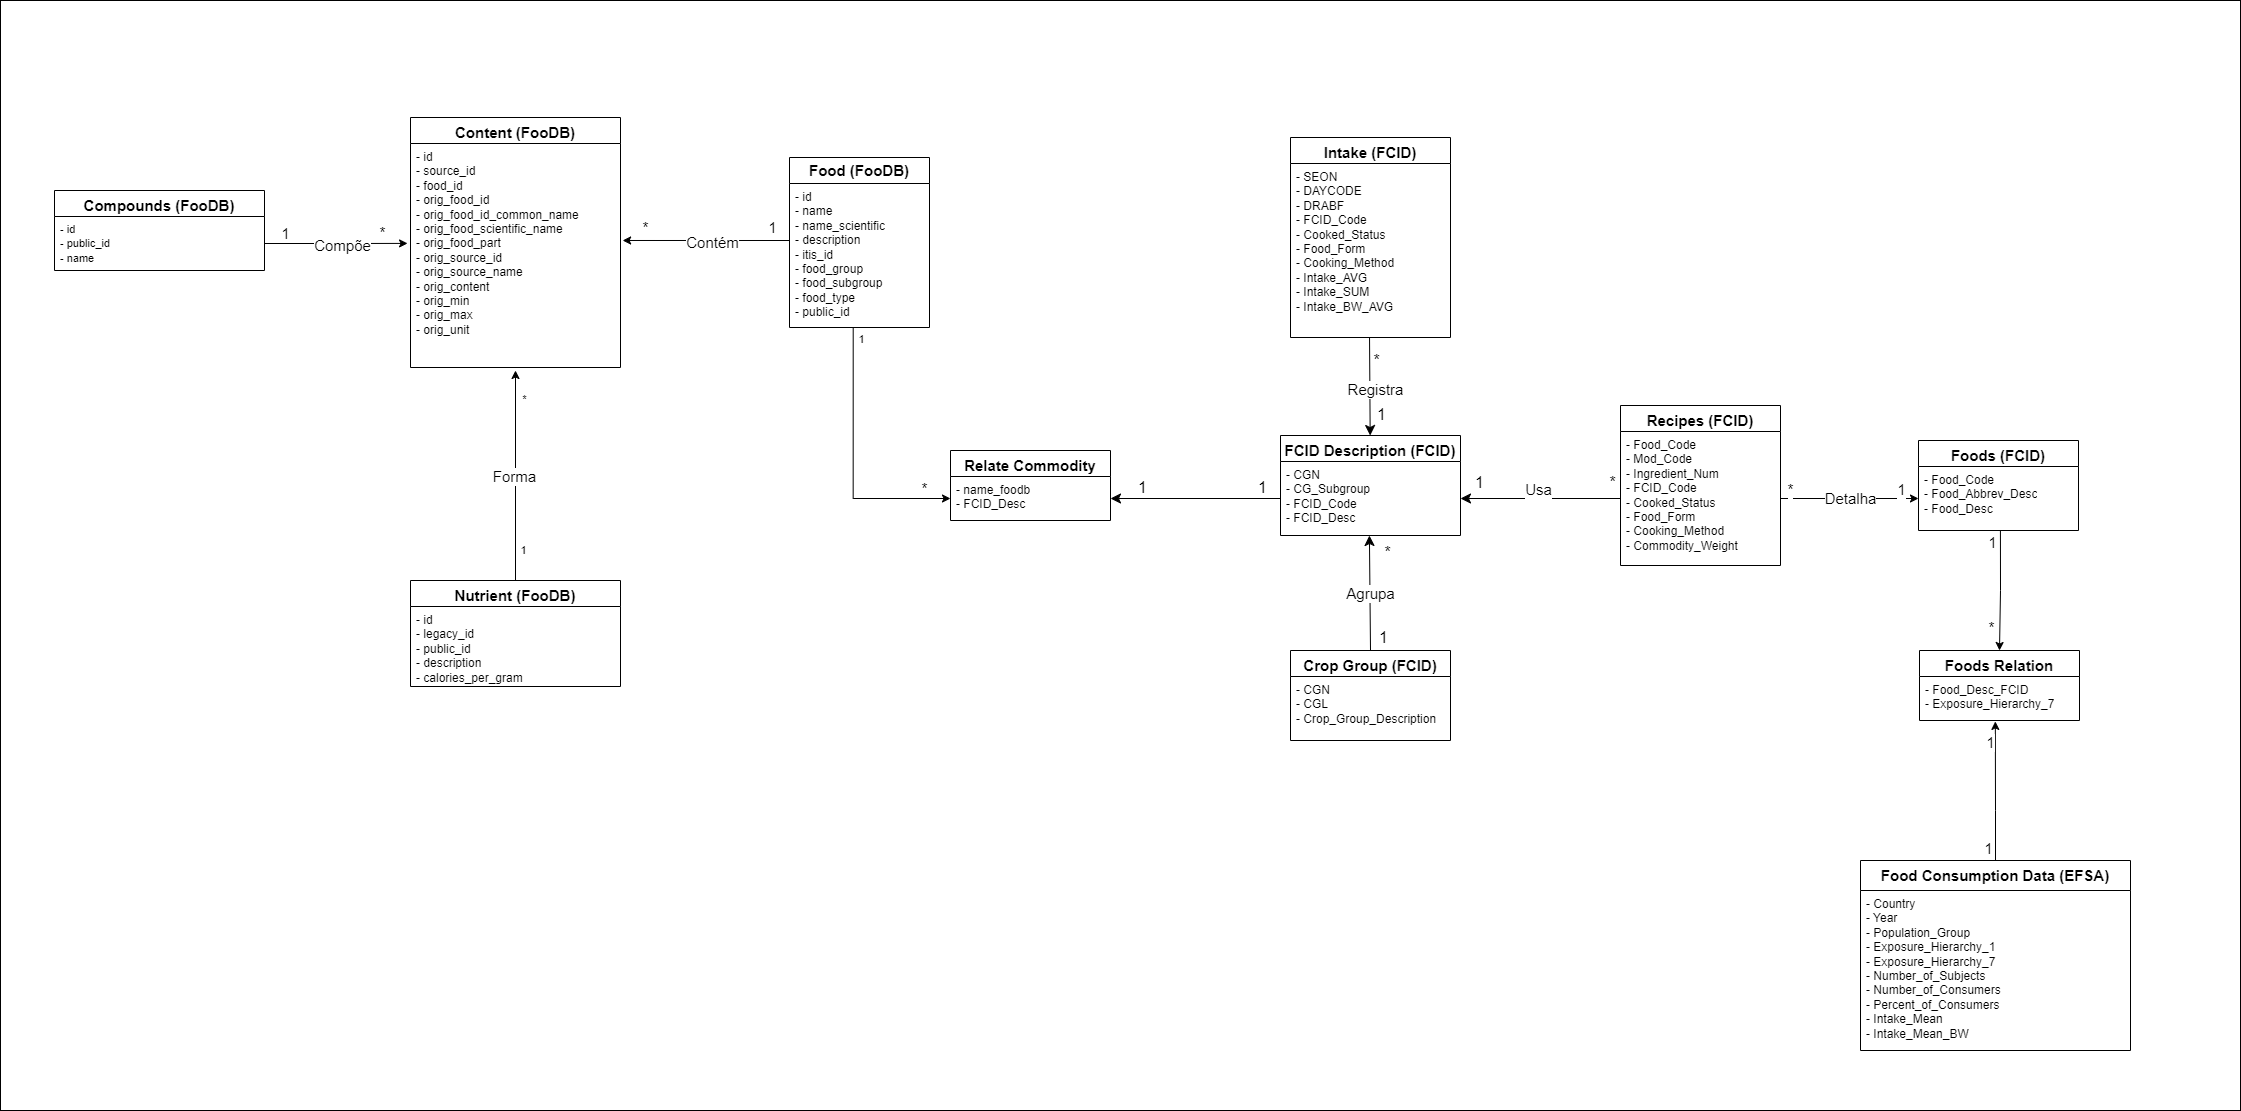 Compounds (FooDB)
- id
- public_id
- name
1
Compõe
*
Content (FooDB)
- id
- source_id
- food_id
- orig_food_id
- orig_food_id_common_name
- orig_food_scientific_name
- orig_food_part
- orig_source_id
- orig_source_name
- orig_content
- orig_min
- orig_max
- orig_unit
*
Contém
1
Food (FooDB)
- id
- name
- name_scientific
- description
- itis_id
- food_group
- food_subgroup
- food_type
- public_id
1
*
*
Forma
1
Nutrient (FooDB)
- id
- legacy_id
- public_id
- description
- calories_per_gram
Relate Commodity
- name_foodb
- FCID_Desc
1
1
Intake (FCID)
- SEON
- DAYCODE
- DRABF
- FCID_Code
- Cooked_Status
- Food_Form
- Cooking_Method
- Intake_AVG
- Intake_SUM
- Intake_BW_AVG
*
Registra
1
FCID Description (FCID)
- CGN
- CG_Subgroup
- FCID_Code
- FCID_Desc
*
Agrupa
1
Crop Group (FCID)
- CGN
- CGL
- Crop_Group_Description
1
Usa
*
Recipes (FCID)
- Food_Code
- Mod_Code
- Ingredient_Num
- FCID_Code
- Cooked_Status
- Food_Form
- Cooking_Method
- Commodity_Weight
*
Detalha
1
Foods (FCID)
- Food_Code
- Food_Abbrev_Desc
- Food_Desc
1
*
Foods Relation
- Food_Desc_FCID
- Exposure_Hierarchy_7
1
1
Food Consumption Data (EFSA)
- Country
- Year
- Population_Group
- Exposure_Hierarchy_1
- Exposure_Hierarchy_7
- Number_of_Subjects
- Number_of_Consumers
- Percent_of_Consumers
- Intake_Mean
- Intake_Mean_BW